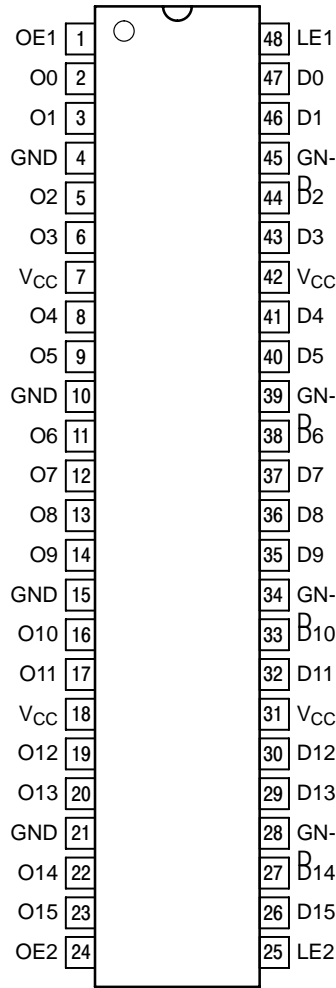 OE1 1 48 LE1
O0 2 47 D0
O1 3 46 D1
GND 4 45 GN-
D
O2 5 44 D2
O3 6 43 D3
VCC 7 42 VCC
O4 8 41 D4
O5 9 40 D5
GND 10 39 GN-
D
O6 11 38 D6
O7 12 37 D7
O8 13 36 D8
O9 14 35 D9
GND 15 34 GN-
D
O10 16 33 D10
O11 17 32 D11
VCC 18 31 VCC
O12 19 30 D12
O13 20 29 D13
GND 21 28 GN-
D
O14 22 27 D14
O15 23 26 D15
OE2 24 25 LE2